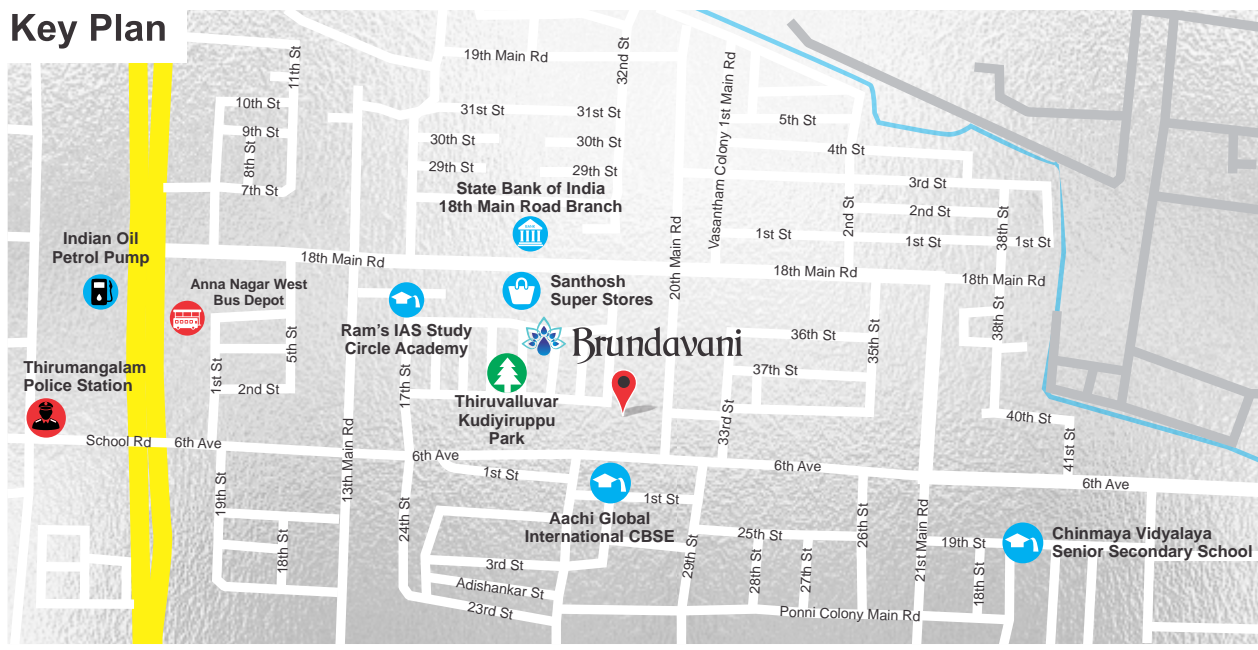 Key Plan
19th Main Rd
32nd St
11th St
Vasantham Colony 1st Main Rd
10th St
31st St
31st St
5th St
9th St
8th St
30th St
30th St
4th St
29th St
29th St
7th St
3rd St
State Bank of India
18th Main Road Branch
BANK
2nd St
2nd St
38th St
1st St
1st St
1st St
Indian Oil
Petrol Pump
18th Main Rd
20th Main Rd
18th Main Rd
18th Main Rd
Anna Nagar West
Bus Depot
Santhosh
Super Stores
Ram's IAS Study
Circle Academy
Brundavani
36th St
35th St
38th St
5th St
1st St
2nd St
Thirumangalam
Police Station
17th St
37th St
Thiruvalluvar
Kudiyiruppu
Park
33rd St
40th St
41st St
School Rd
6th Ave
13th Main Rd
6th Ave
6th Ave
6th Ave
1st St
1st St
19th St
24th St
Aachi Global
International CBSE
25th St
26th St
21st Main Rd
19th St
Chinmaya Vidyalaya
Senior Secondary School
18th St
3rd St
29th St
28th St
27th St
18th St
Adishankar St
23rd St
Ponni Colony Main Rd